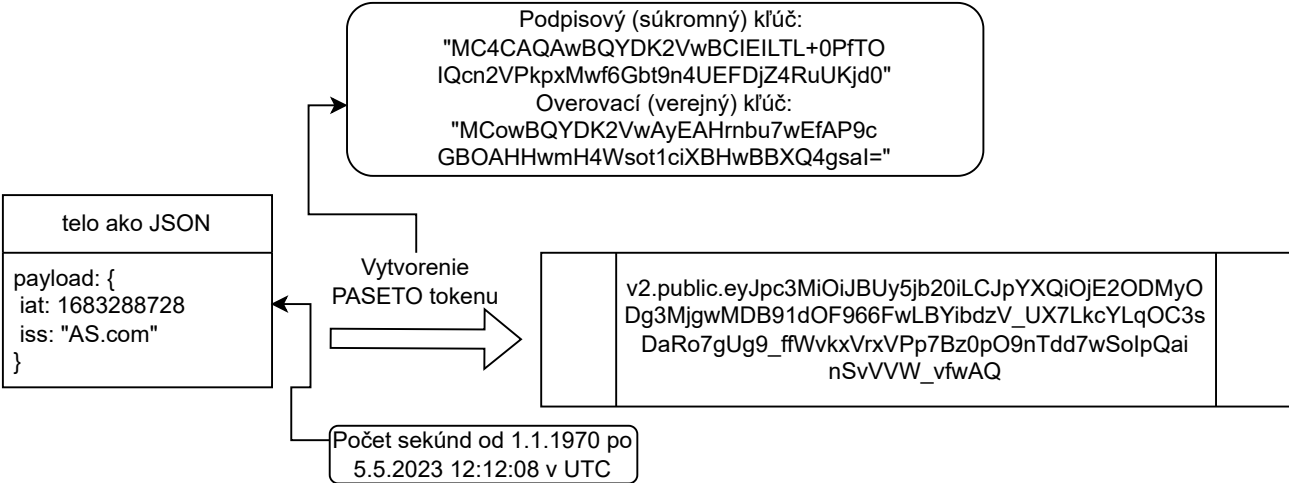 Podpisový (súkromný) kľúč:
"MC4CAQAwBQYDK2VwBCIEILTL+0PfTO
IQcn2VPkpxMwf6Gbt9n4UEFDjZ4RuUKjd0"
Overovací (verejný) kľúč:
"MCowBQYDK2VwAyEAHrnbu7wEfAP9c
GBOAHHwmH4Wsot1ciXBHwBBXQ4gsaI="
telo ako JSON
payload: {
iat: 1683288728
iss: "AS.com"
}
Vytvorenie
PASETO tokenu
v2.public.eyJpc3MiOiJBUy5jb20iLCJpYXQiOjE2ODMyO
Dg3MjgwMDB91dOF966FwLBYibdzV_UX7LkcYLqOC3s
DaRo7gUg9_ffWvkxVrxVPp7Bz0pO9nTdd7wSoIpQai
nSvVVW_vfwAQ
Počet sekúnd od 1.1.1970 po
5.5.2023 12:12:08 v UTC